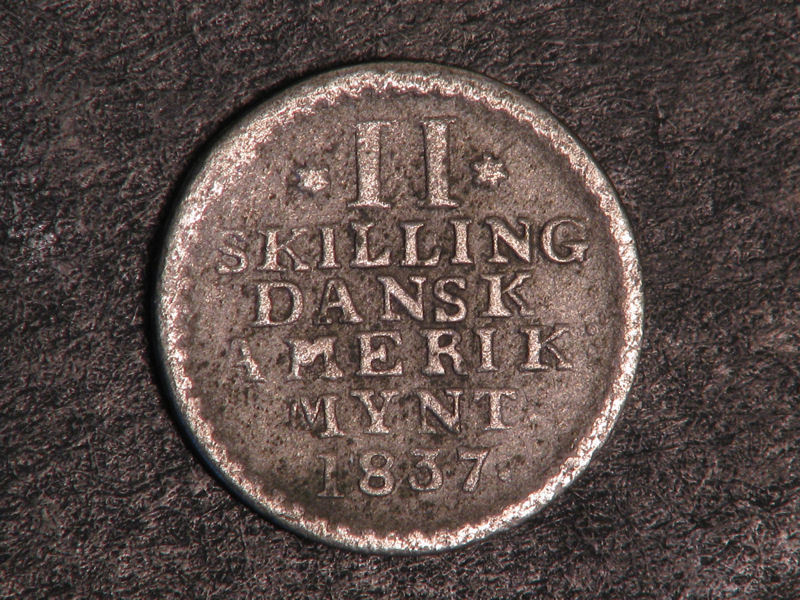 * II *
SKILLING
DANSK
AMERIK
MYNT
1837.